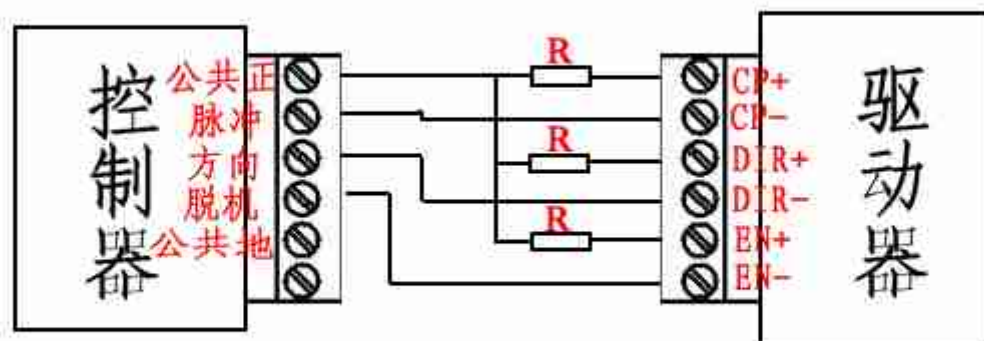 控制器
公共正
脉冲
方向
脱机
公共地
R
R
R
CP+
CP-
DIR+
DIR-
EN+
EN-
驱动器